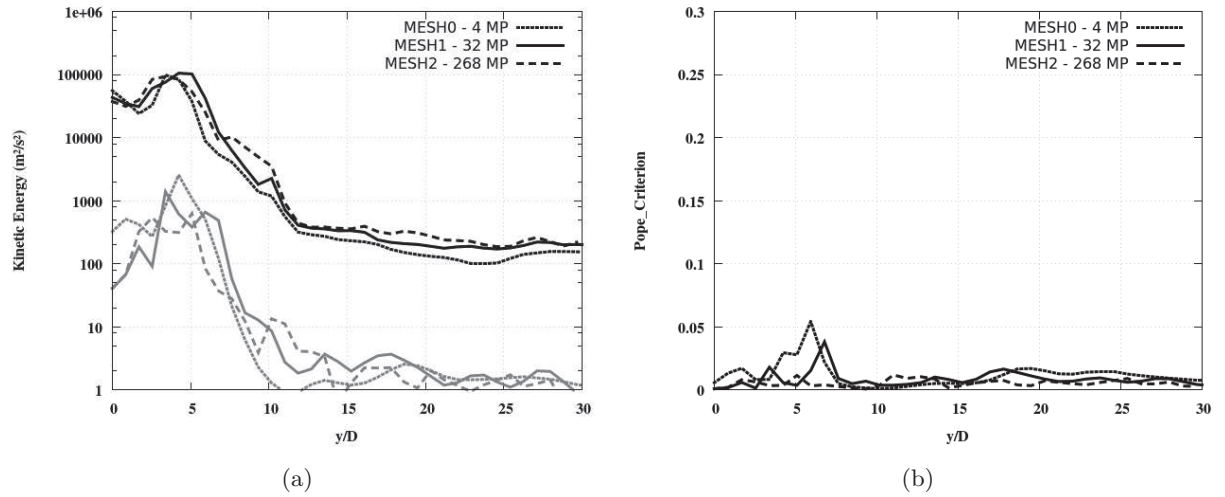 1e+06
100000
10000
1000
100
10
1
Kinetic Energy (m²/s²)
MESH0 - 4 MP
MESH1 - 32 MP
MESH2 - 268 MP
0 5 10 15 20 25 30
y/D
(a)
0.3
0.25
0.2
0.15
0.1
0.05
0
Pope_Criterion
MESH0 - 4 MP
MESH1 - 32 MP
MESH2 - 268 MP
0 5 10 15 20 25 30
y/D
(b)